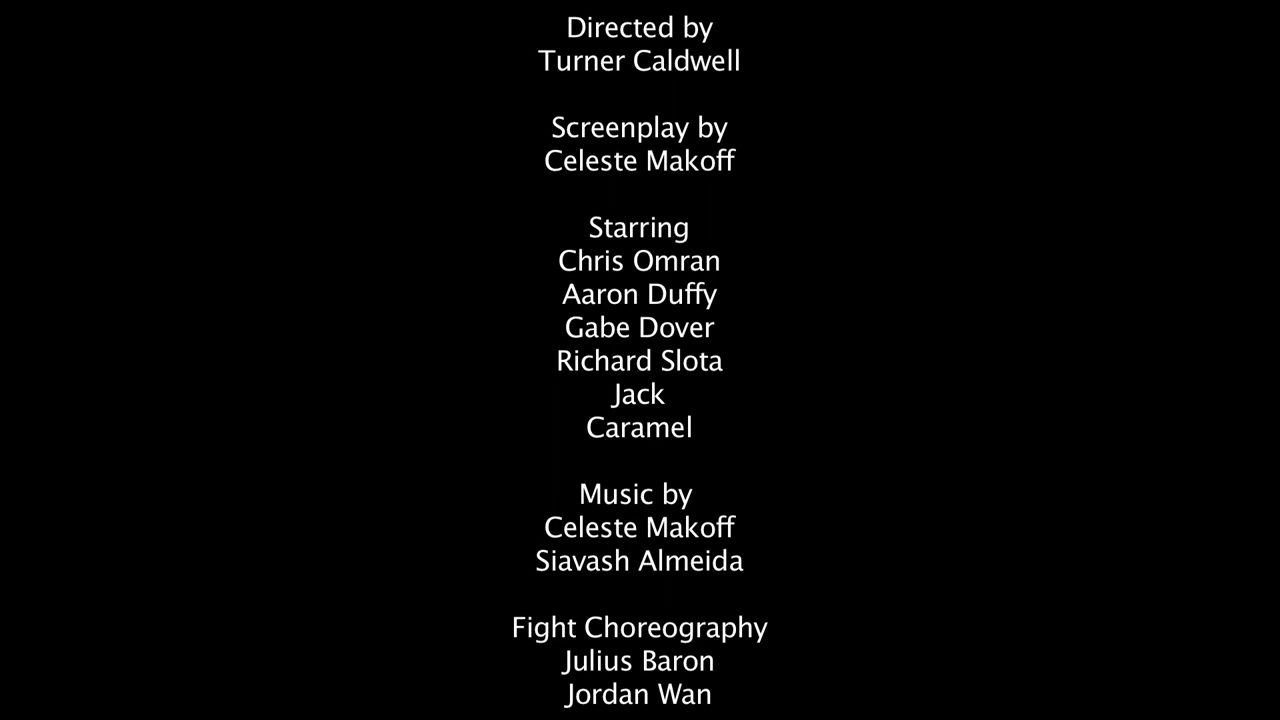 Directed by
Turner Caldwell
Screenplay by
Celeste Makoff
Starring
Chris Omran
Aaron Duffy
Gabe Dover
Richard Slota
Jack
Caramel
Music by
Celeste Makoff
Siavash Almeida
Fight Choreography
Julius Baron
Jordan Wan